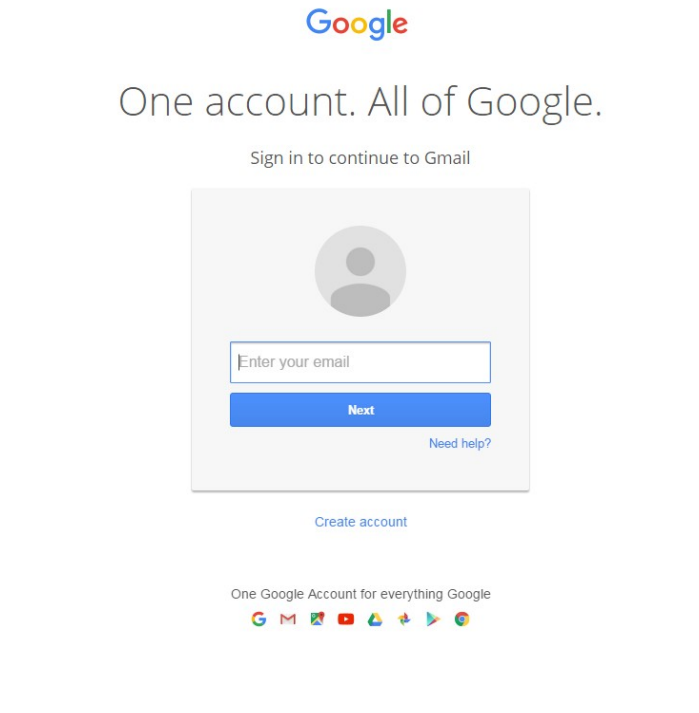 Google
One account. All of Google.
Sign in to continue to Gmail
Enter your email
Next
Need help?
Create account
One Google Account for everything Google